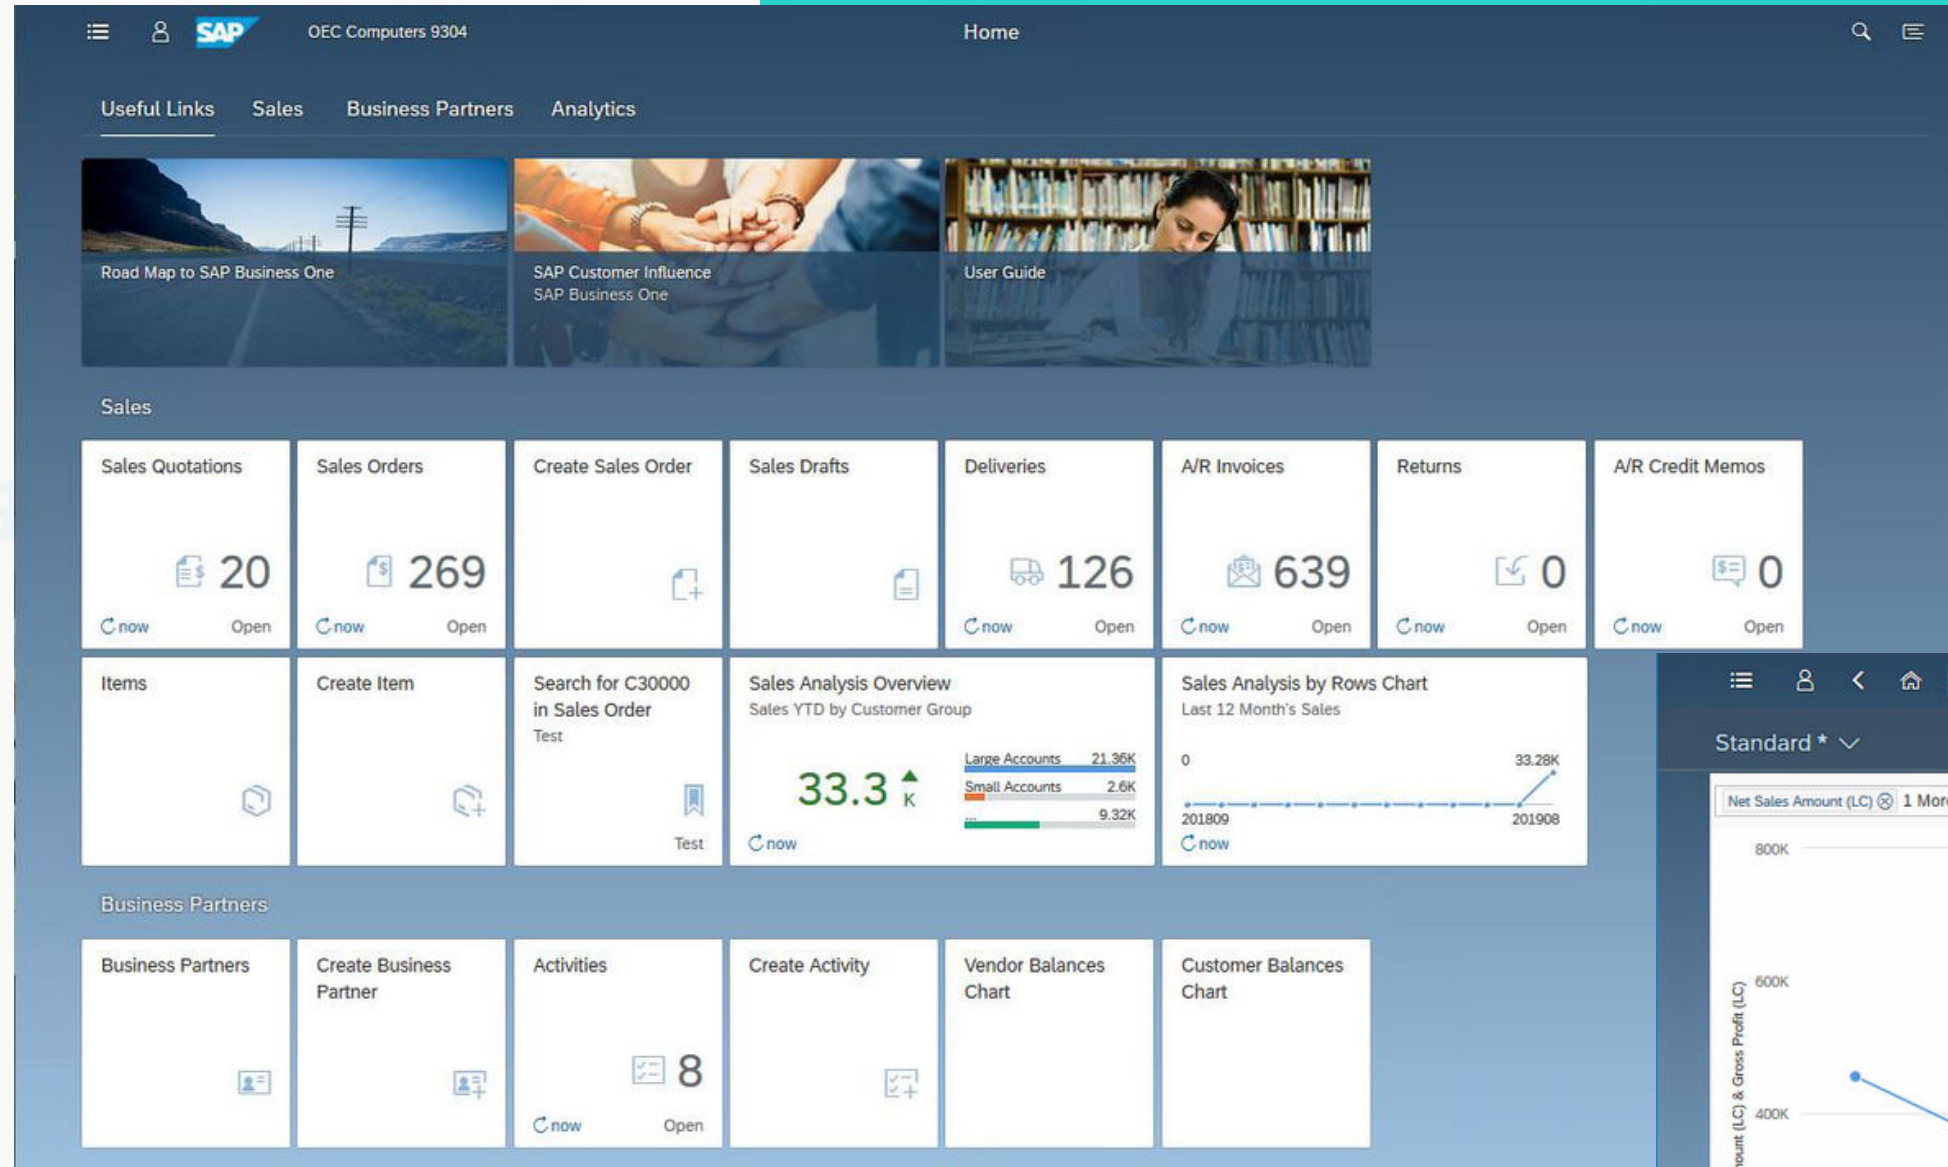 SAP
OEC Computers 9304
Home
Useful Links
Sales
Business Partners
Analytics
Road Map to SAP Business One
SAP Customer Influence
SAP Business One
User Guide
Sales
Sales Quotations
20
now
Open
Sales Orders
269
now
Open
Create Sales Order
Sales Drafts
Deliveries
126
now
Open
A/R Invoices
639
now
Open
Returns
0
now
Open
A/R Credit Memos
0
now
Open
Items
Create Item
Search for C30000
in Sales Order
Test
Test
Sales Analysis Overview
Sales YTD by Customer Group
33.3
K
Large Accounts 21.36K
Small Accounts 2.6K
... 9.32K
now
Sales Analysis by Rows Chart
Last 12 Month's Sales
0
33.28K
201809
201908
now
Standard *
Net Sales Amount (LC)
1 More
800K
600K
400K
ount (LC) & Gross Profit (LC)
Business Partners
Business Partners
Create Business
Partner
Activities
8
now
Open
Create Activity
Vendor Balances
Chart
Customer Balances
Chart